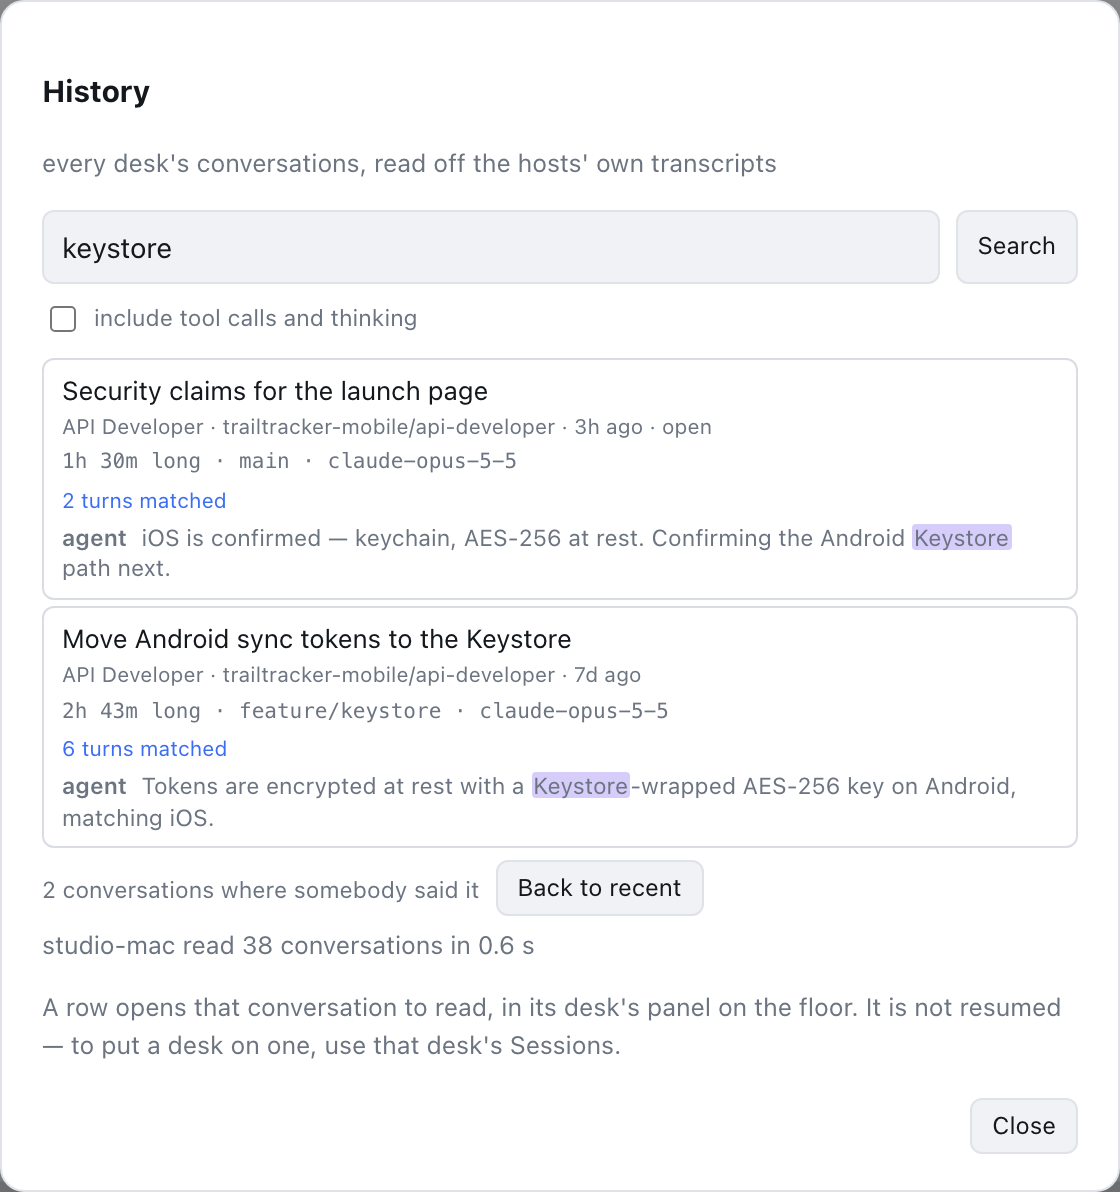 History
every desk's conversations, read off the hosts' own transcripts
keystore
Search
include tool calls and thinking
Security claims for the launch page
API Developer · trailtracker-mobile/api-developer · 3h ago · open
1h 30m long · main · claude-opus-5-5
2 turns matched
agent iOS is confirmed — keychain, AES-256 at rest. Confirming the Android Keystore
path next.
Move Android sync tokens to the Keystore
API Developer · trailtracker-mobile/api-developer · 7d ago
2h 43m long · feature/keystore · claude-opus-5-5
6 turns matched
agent Tokens are encrypted at rest with a Keystore-wrapped AES-256 key on Android,
matching iOS.
2 conversations where somebody said it
Back to recent
studio-mac read 38 conversations in 0.6 s
A row opens that conversation to read, in its desk's panel on the floor. It is not resumed
— to put a desk on one, use that desk's Sessions.
Close